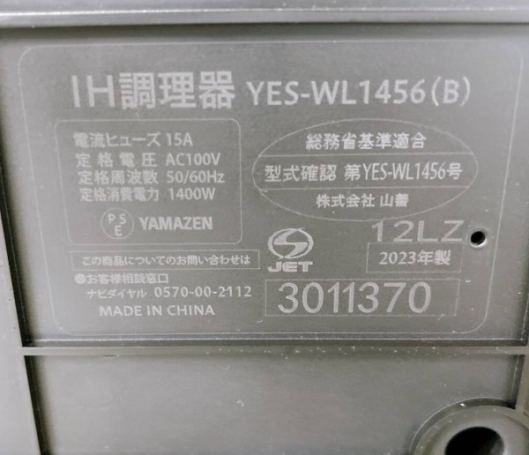 IH調理器 YES-WL1456(B)
電流ヒューズ 15A
定格電圧 AC100V
定格周波数 50/60Hz
定格消費電力 1400W
PSE YAMAZEN
総務省基準適合
型式確認 第YES-WL1456号
株式会社 山善
この商品についてのお問い合わせは
●お客様相談窓口
ナビダイヤル 0570-00-2112
MADE IN CHINA
JET
12LZ
2023年製
3011370